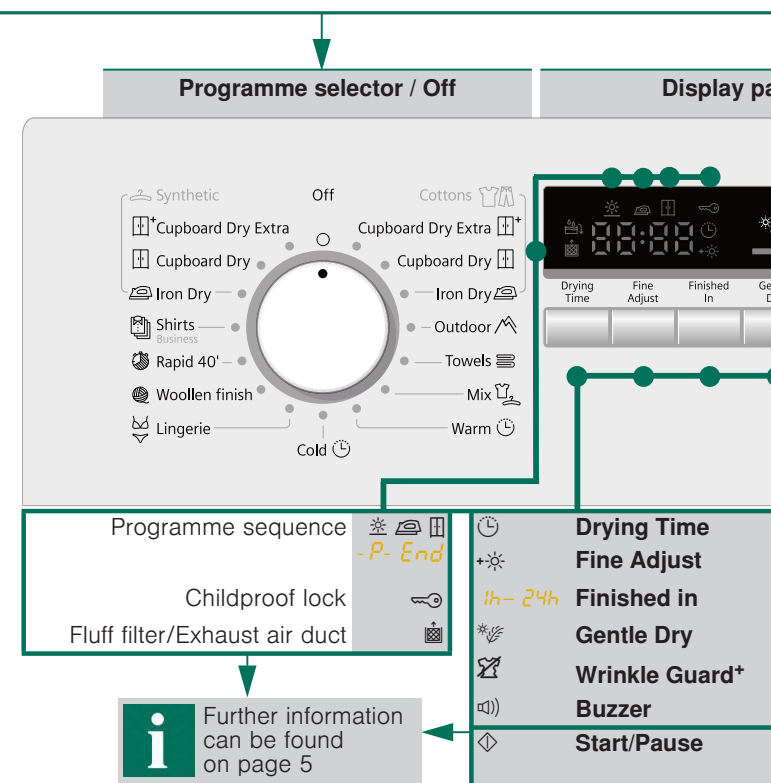 Programme selector / Off
Display pa
Synthetic
Off
Cottons
Cupboard Dry Extra
Cupboard Dry
Iron Dry
Shirts
Business
Rapid 40'
Woollen finish
Lingerie
Cold
Cupboard Dry Extra
Cupboard Dry
Iron Dry
Outdoor
Towels
Mix
Warm
88:88
Drying Time
Fine Adjust
Finished In
Ge
D
Programme sequence
-P- End
Childproof lock
Fluff filter/Exhaust air duct
Drying Time
Fine Adjust
1h- 24h Finished in
Gentle Dry
Wrinkle Guard+
Buzzer
Start/Pause
i
Further information
can be found
on page 5